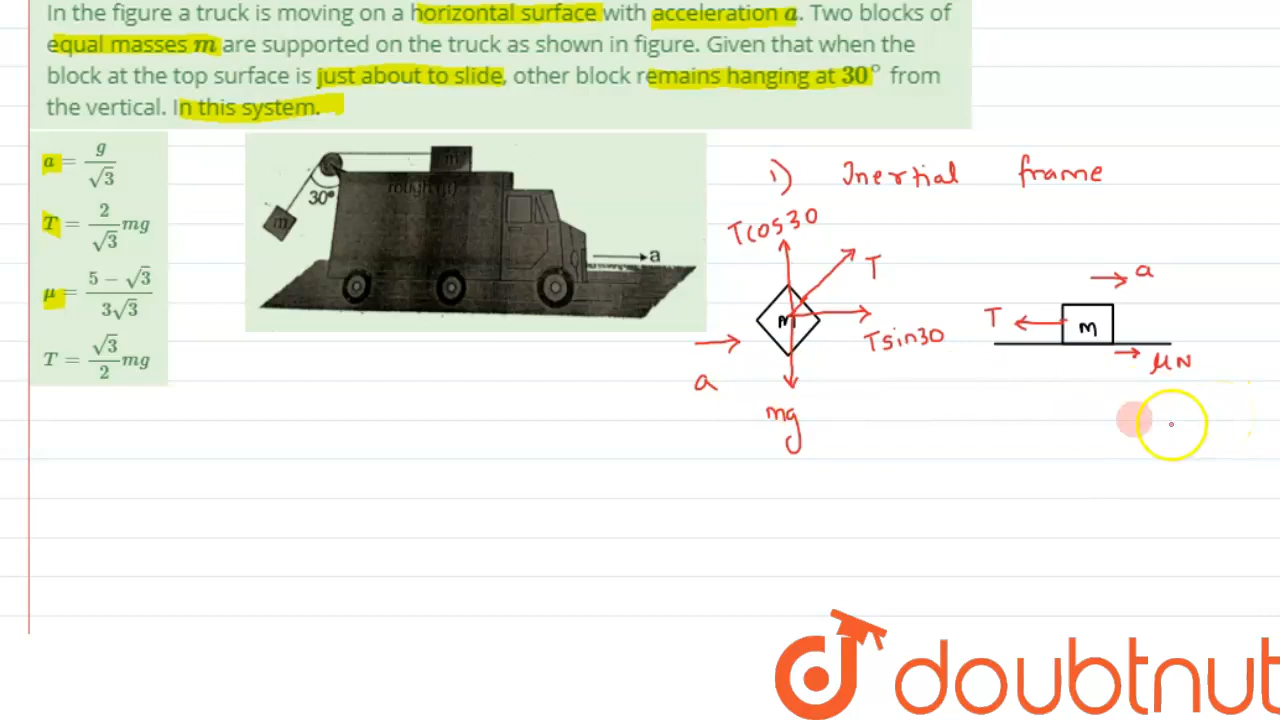 In the figure a truck is moving on a horizontal surface with acceleration a. Two blocks of
equal masses m are supported on the truck as shown in figure. Given that when the
block at the top surface is just about to slide, other block remains hanging at 30° from
the vertical. In this system.
a = g/√3
T = 2/√3 mg
μ = 5 − √3/3√3
T = √3/2 mg
m
rough (μ)
30°
m
a
1) Inertial frame
Tcos30
T
m
Tsin30
a
mg
a
T
m
μN
doubtnut